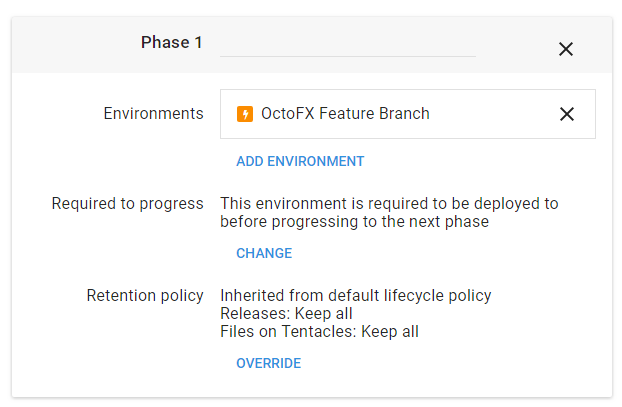 Phase 1
Environments
OctoFX Feature Branch
ADD ENVIRONMENT
Required to progress
This environment is required to be deployed to
before progressing to the next phase
CHANGE
Retention policy
Inherited from default lifecycle policy
Releases: Keep all
Files on Tentacles: Keep all
OVERRIDE